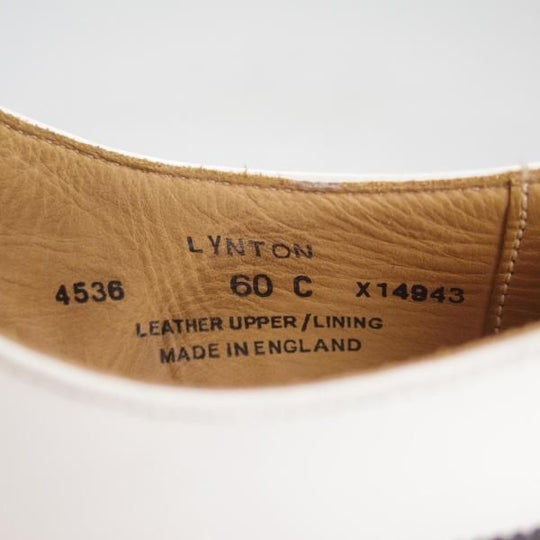 LYNTON
4536 60 C X14943
LEATHER UPPER/LINING
MADE IN ENGLAND